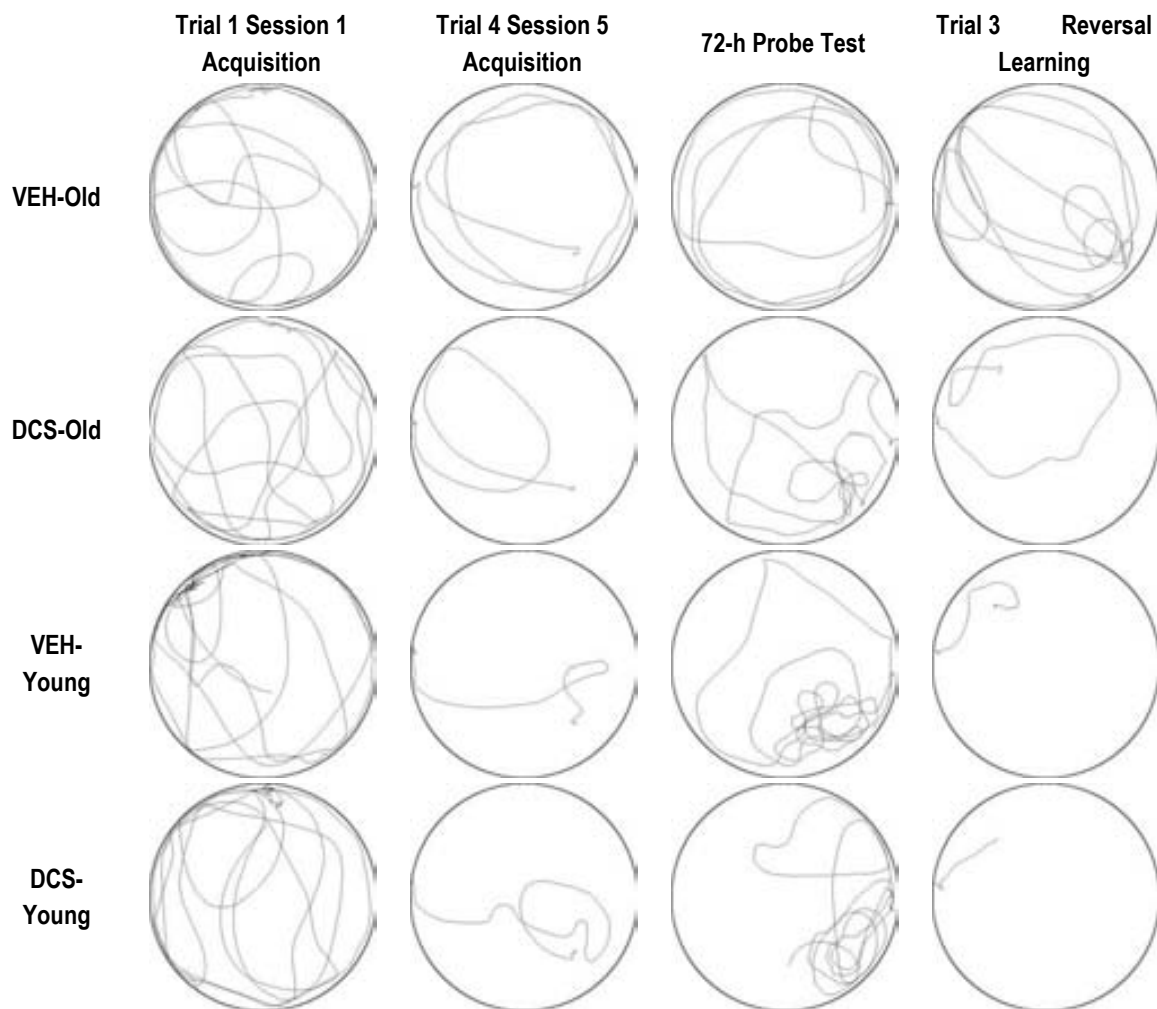 Trial 1 Session 1
Acquisition
Trial 4 Session 5
Acquisition
72-h Probe Test
Trial 3 Reversal
Learning
VEH-Old
DCS-Old
VEH-
Young
DCS-
Young